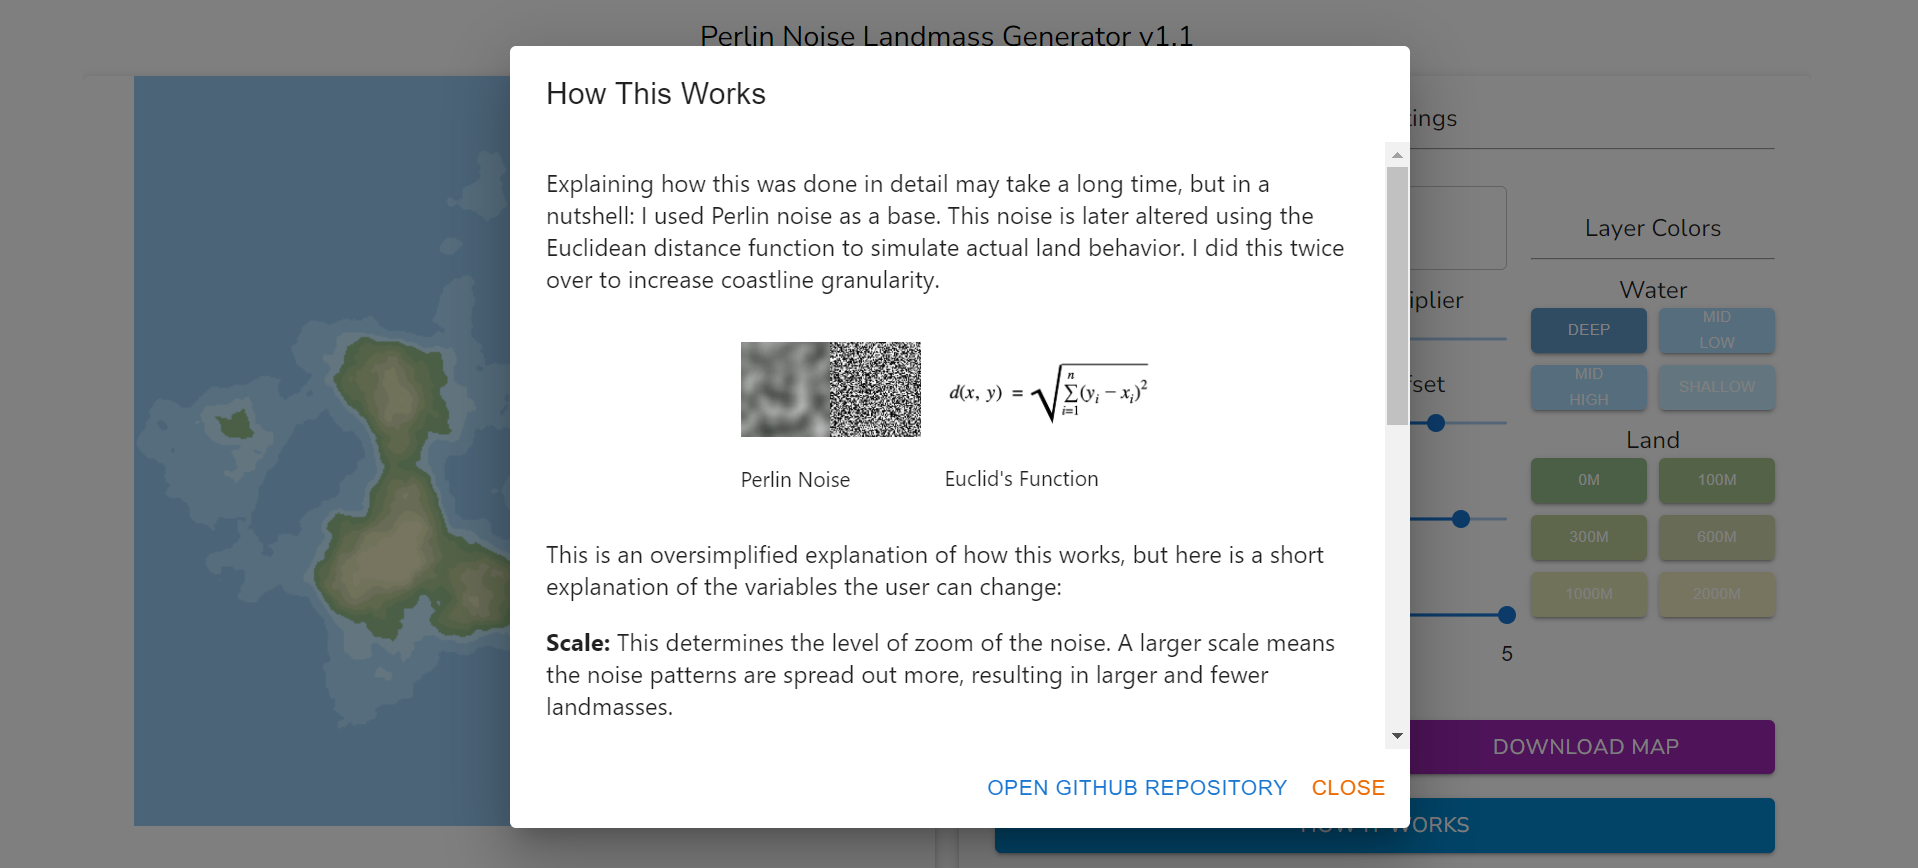 Perlin Noise Landmass Generator v1.1
How This Works
Explaining how this was done in detail may take a long time, but in a
nutshell: I used Perlin noise as a base. This noise is later altered using the
Euclidean distance function to simulate actual land behavior. I did this twice
over to increase coastline granularity.
d(x, y) = √ n ∑ i=1 (yᵢ − xᵢ)²
Perlin Noise
Euclid's Function
This is an oversimplified explanation of how this works, but here is a short
explanation of the variables the user can change:
Scale: This determines the level of zoom of the noise. A larger scale means
the noise patterns are spread out more, resulting in larger and fewer
landmasses.
OPEN GITHUB REPOSITORY CLOSE
tings
iplier
fset
5
Layer Colors
Water
DEEP
MID
LOW
MID
HIGH
SHALLOW
Land
0M
100M
300M
600M
1000M
2000M
DOWNLOAD MAP
HOW IT WORKS